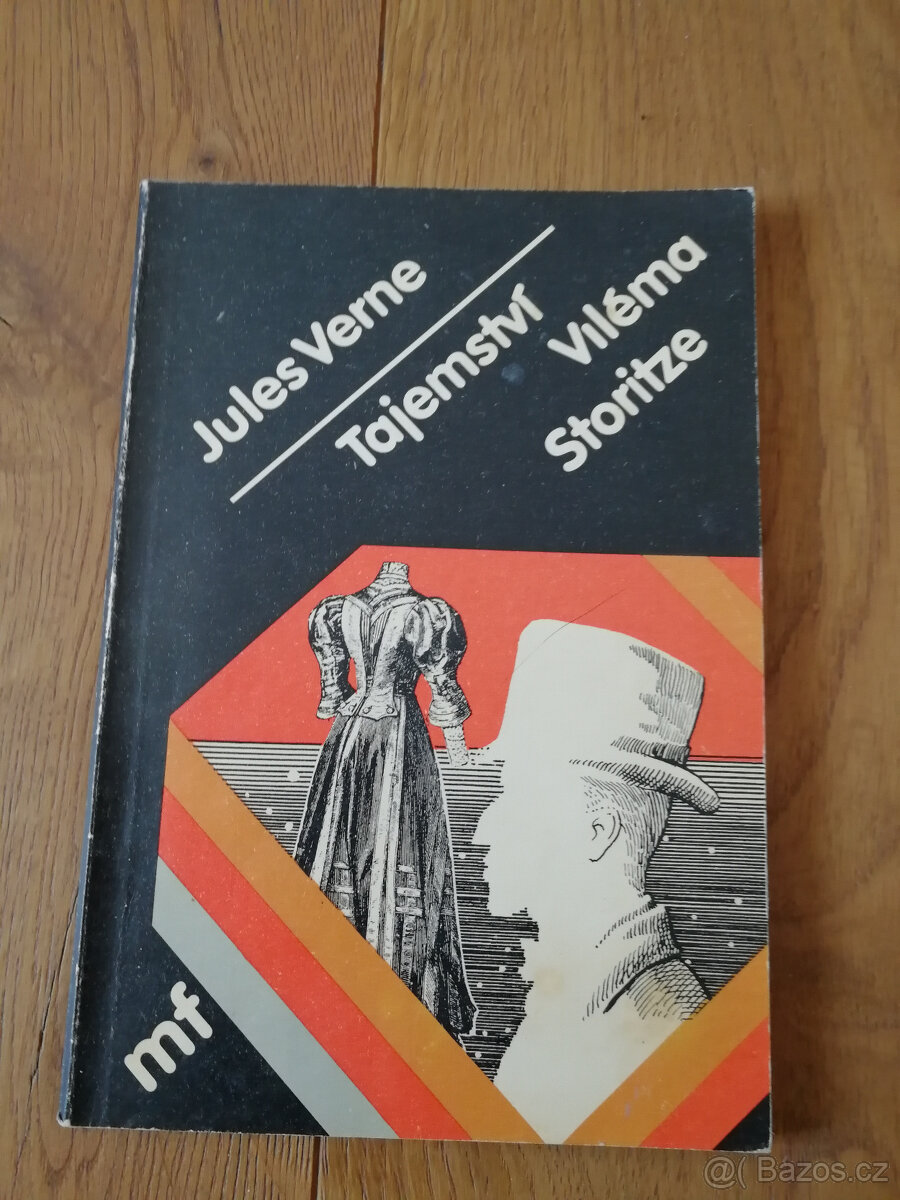 Jules Verne
Tajemství
Viléma
Storitze
mf
@( Bazos.cz